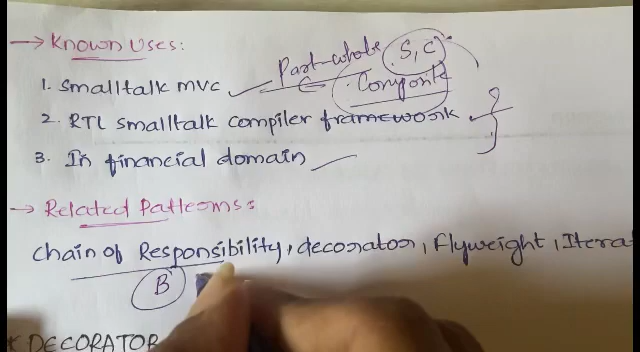 → Known Uses:
Part-whole
S, C
Composite
1. Smalltalk MVC
2. RTL Smalltalk compiler framework
3. In financial domain
→ Related Patterns:
Chain of Responsibility, decorator, Flyweight, Itera
B
DECORATOR